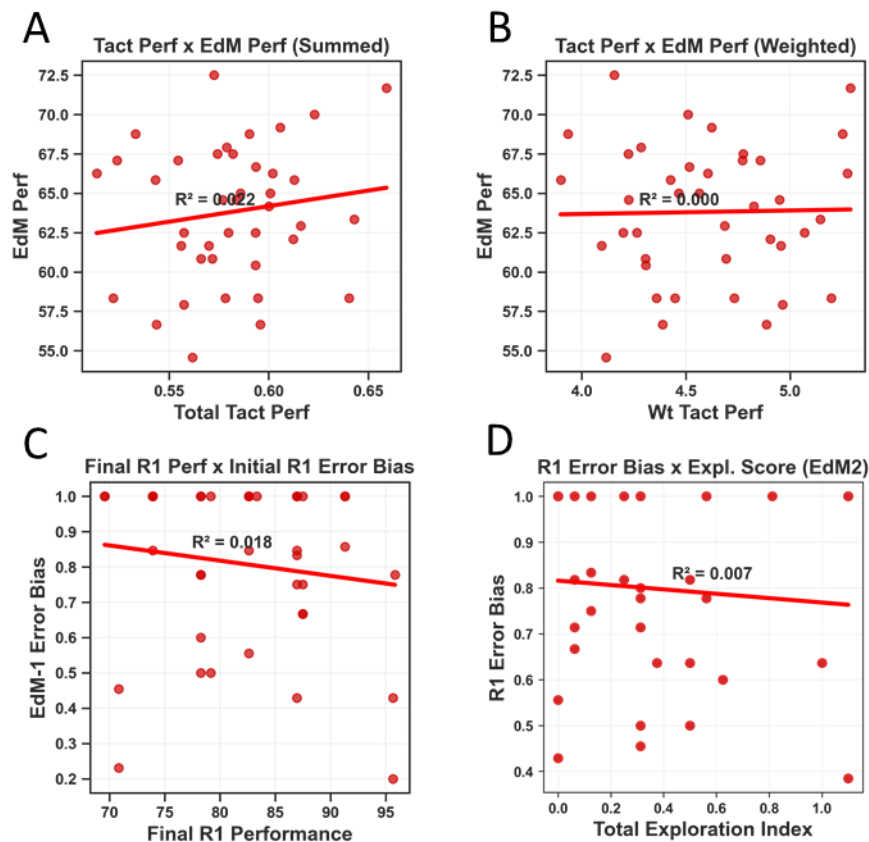 A
Tact Perf x EdM Perf (Summed)
72.5
70.0
67.5
65.0
62.5
60.0
57.5
55.0
EdM Perf
R² = 0.022
0.55 0.60 0.65
Total Tact Perf
B
Tact Perf x EdM Perf (Weighted)
72.5
70.0
67.5
65.0
62.5
60.0
57.5
55.0
EdM Perf
R² = 0.000
4.0 4.5 5.0
Wt Tact Perf
C
Final R1 Perf x Initial R1 Error Bias
1.0
0.9
0.8
0.7
0.6
0.5
0.4
0.3
0.2
EdM-1 Error Bias
R² = 0.018
70 75 80 85 90 95
Final R1 Performance
D
R1 Error Bias x Expl. Score (EdM2)
1.0
0.9
0.8
0.7
0.6
0.5
0.4
R1 Error Bias
R² = 0.007
0.0 0.2 0.4 0.6 0.8 1.0
Total Exploration Index